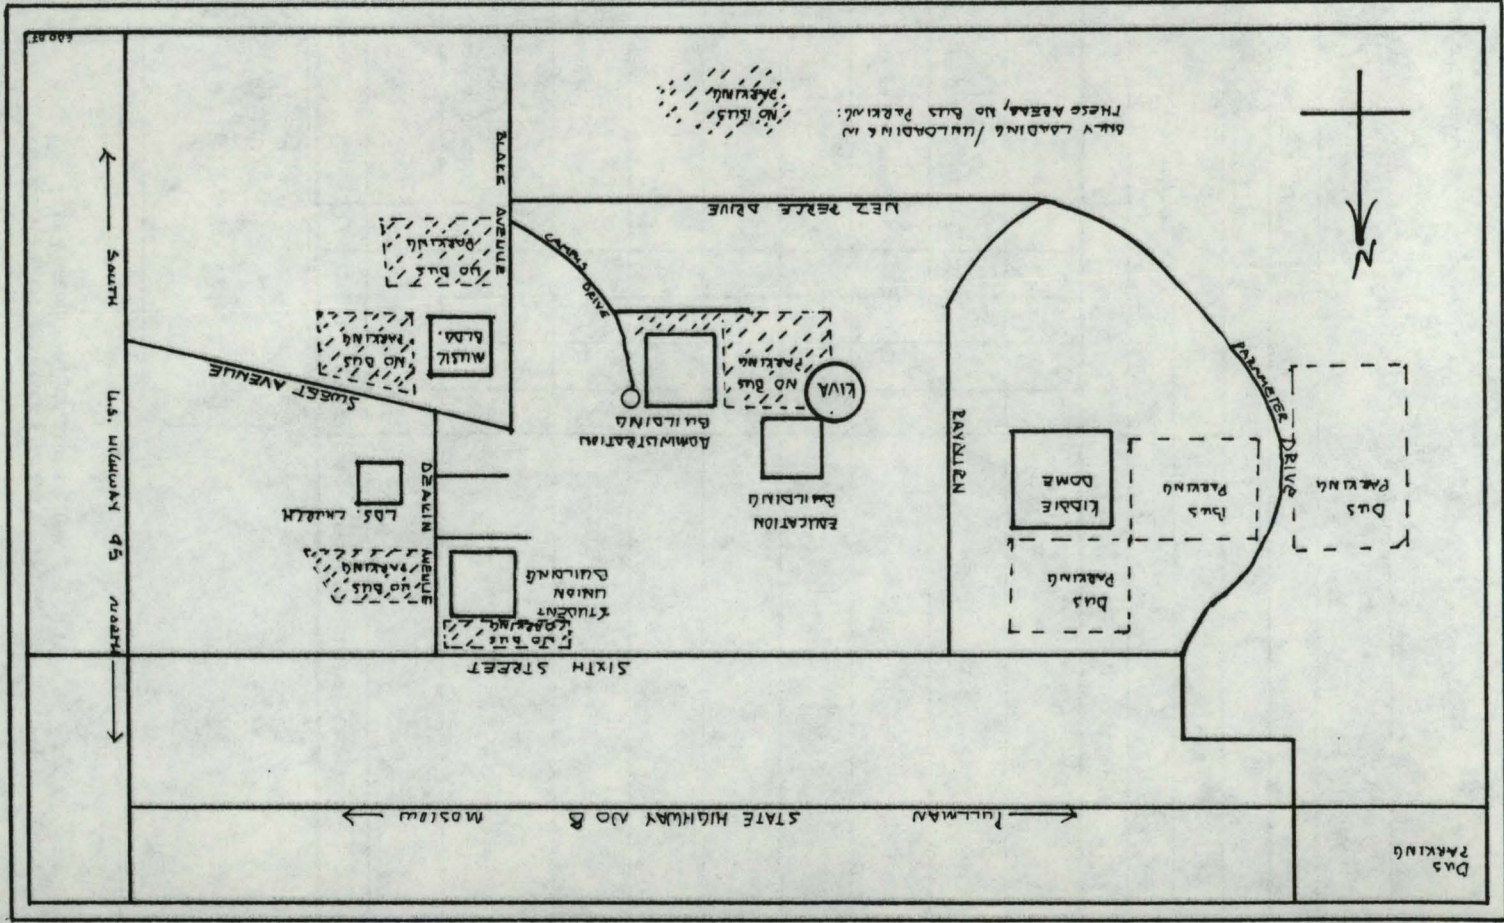 BUS
PARKING
PULLMAN
STATE HIGHWAY NO 8
MOSCOW
SIXTH STREET
BUS
PARKING
NO BUS
PARKING
STUDENT
UNION
BUILDING
NO BUS
PARKING
KIDDIE
DOME
BUS
PARKING
BUS
PARKING
EDUCATION
BUILDING
LDS. CHURCH
DEAKIN AVENUE
RAYBURN
PARAMETER DRIVE
ADMINISTRATION
BUILDING
KIVA
NO BUS
PARKING
SWEET AVENUE
MUSIC
BLDG.
NO BUS
PARKING
U.S. HIGHWAY 95
NORTH
SOUTH
CAMPUS DRIVE
NO BUS
PARKING
BLAKE AVENUE
N
NEZ PERCE DRIVE
ONLY LOADING/UNLOADING IN
THESE AREAS, NO BUS PARKING:
NO BUS
PARKING